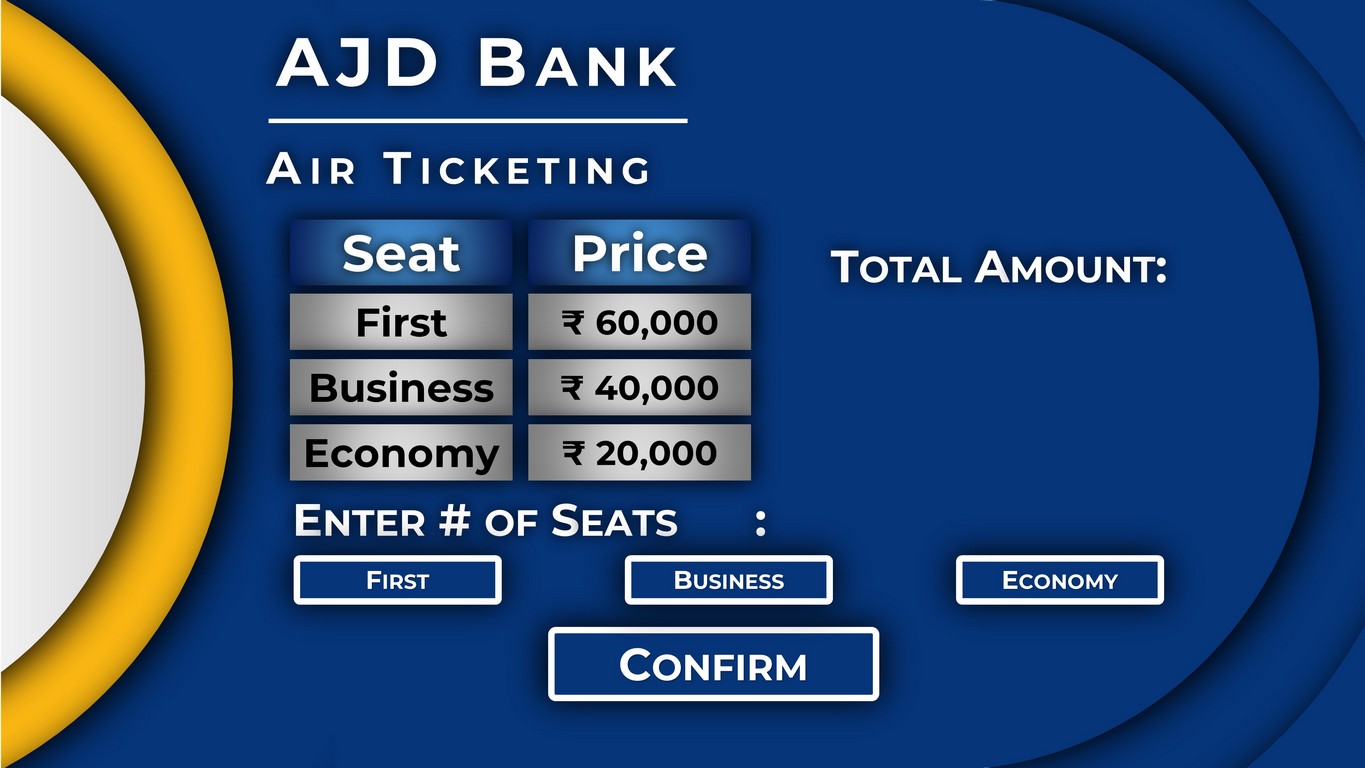 AJD BANK
AIR TICKETING
Seat Price
First ₹ 60,000
Business ₹ 40,000
Economy ₹ 20,000
TOTAL AMOUNT:
ENTER # OF SEATS :
FIRST BUSINESS ECONOMY
CONFIRM